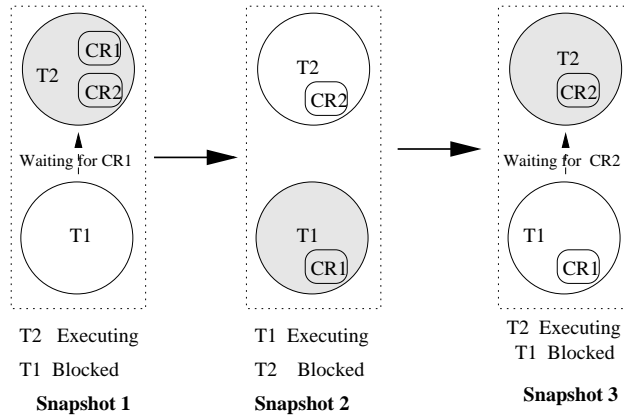 CR1
T2
CR2
Waiting for CR1
T1
T2 Executing
T1 Blocked
Snapshot 1
T2
CR2
T1
CR1
T1 Executing
T2 Blocked
Snapshot 2
T2
CR2
Waiting for CR2
T1
CR1
T2 Executing
T1 Blocked
Snapshot 3